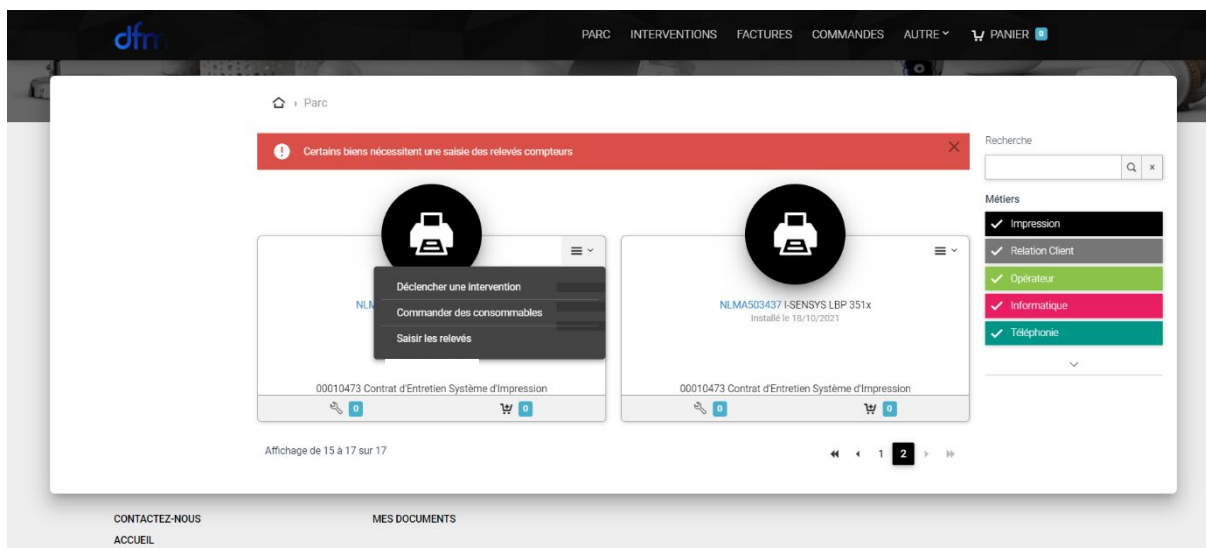 dfm
PARC INTERVENTIONS FACTURES COMMANDES AUTRE PANIER 0
Parc
Certains biens nécessitent une saisie des relevés compteurs
Recherche
Métiers
Impression
Relation Client
Opérateur
Informatique
Téléphonie
Déclencher une intervention
Commander des consommables
Saisir les relevés
00010473 Contrat d'Entretien Système d'Impression
0 0
NLMA503437 I-SENSYS LBP 351x
Installé le 18/10/2021
00010473 Contrat d'Entretien Système d'Impression
0 0
Affichage de 15 à 17 sur 17
1 2
CONTACTEZ-NOUS
MES DOCUMENTS
ACCUEIL